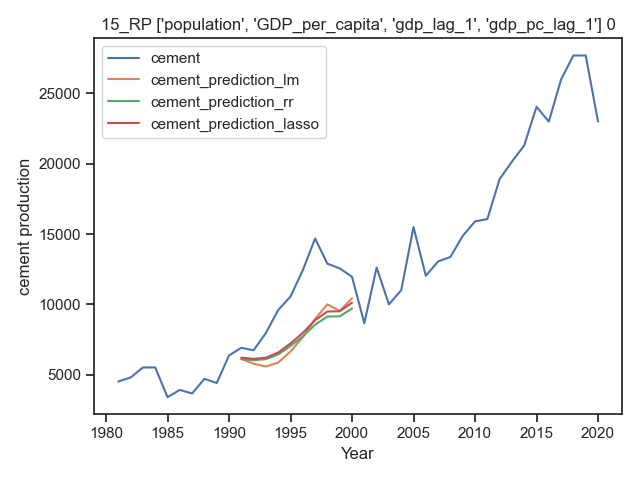 15_RP ['population', 'GDP_per_capita', 'gdp_lag_1', 'gdp_pc_lag_1'] 0
cement
cement_prediction_lm
cement_prediction_rr
cement_prediction_lasso
25000
20000
15000
10000
5000
cement production
1980 1985 1990 1995 2000 2005 2010 2015 2020
Year